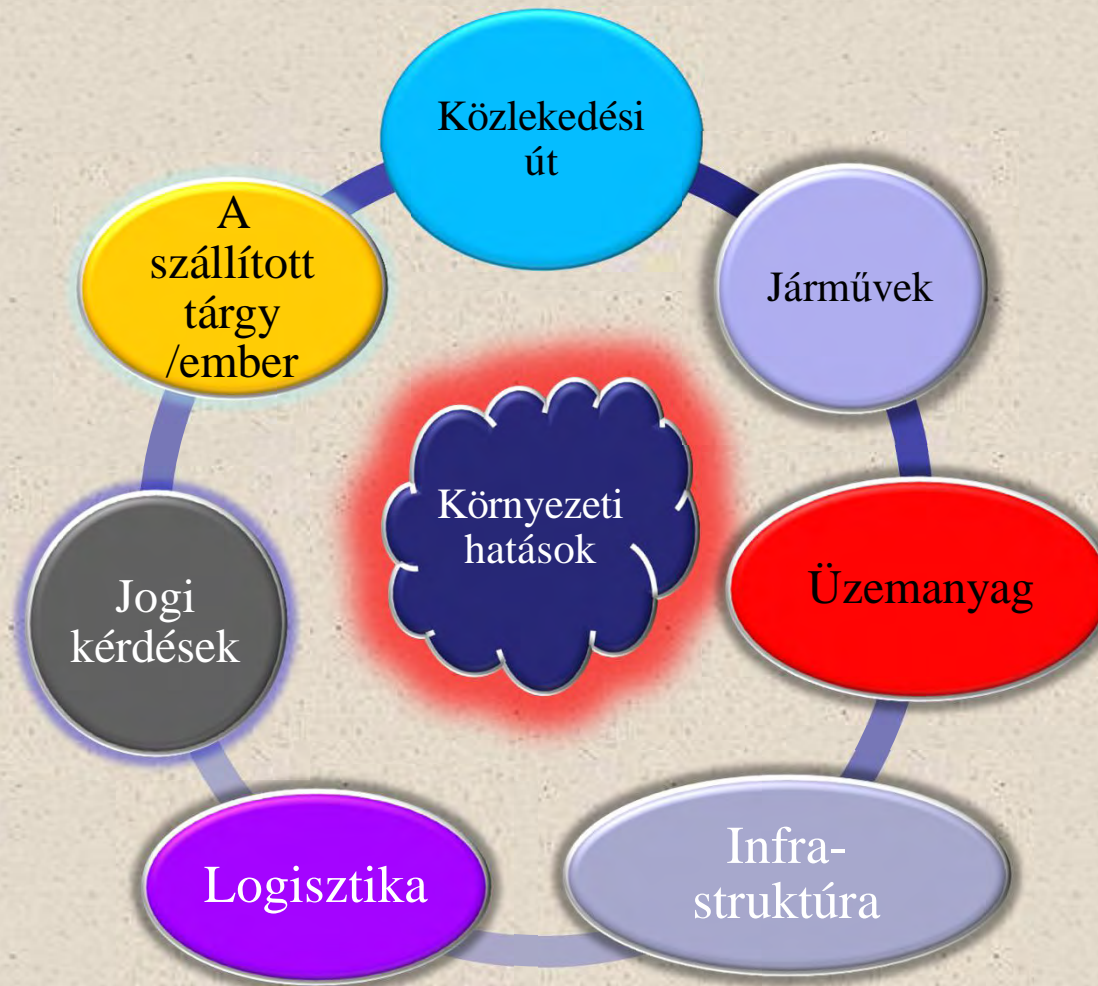 Közlekedési
út
Járművek
Üzemanyag
Infra-
struktúra
Logisztika
Jogi
kérdések
A
szállított
tárgy
/ember
Környezeti
hatások